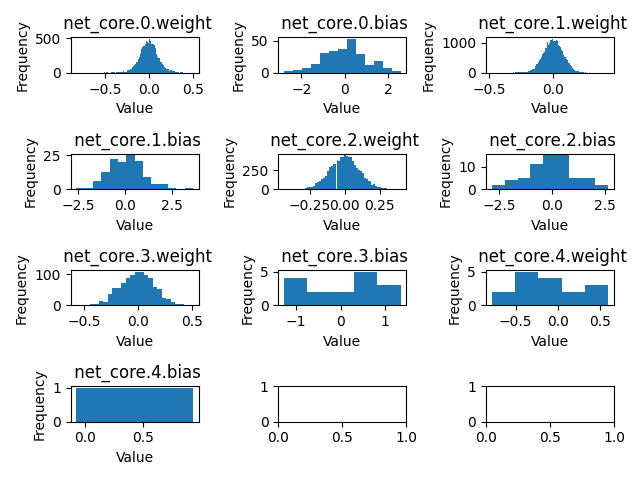 net_core.0.weight
Frequency
500
0
−0.5
0.0
0.5
Value
net_core.0.bias
Frequency
50
0
−2
0
2
Value
net_core.1.weight
Frequency
1000
0
−0.5
0.0
Value
net_core.1.bias
Frequency
25
0
−2.5
0.0
2.5
Value
net_core.2.weight
Frequency
250
0
−0.25
0.00
0.25
Value
net_core.2.bias
Frequency
10
0
−2.5
0.0
2.5
Value
net_core.3.weight
Frequency
100
0
−0.5
0.0
0.5
Value
net_core.3.bias
Frequency
5
0
−1
0
1
Value
net_core.4.weight
Frequency
5
0
−0.5
0.0
0.5
Value
net_core.4.bias
Frequency
1
0
0.0
0.5
Value
1
0
0.0
0.5
1.0
1
0
0.0
0.5
1.0